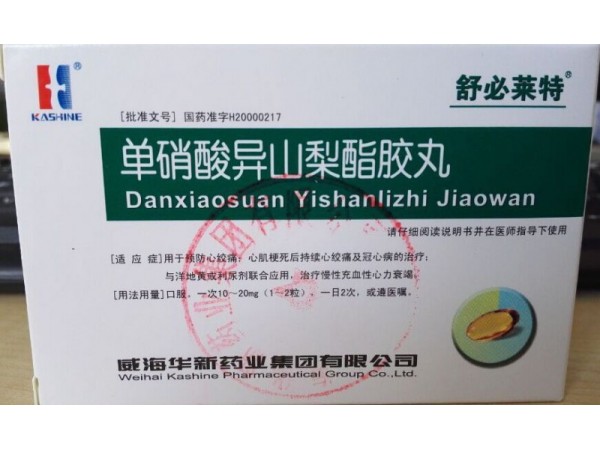 KASHINE
舒必莱特®
[批准文号] 国药准字H20000217
单硝酸异山梨酯胶丸
Danxiaosuan Yishanlizhi Jiaowan
请仔细阅读说明书并在医师指导下使用
[适 应 症]用于预防心绞痛；心肌梗死后持续心绞痛及冠心病的治疗；
与洋地黄或利尿剂联合应用，治疗慢性充血性心力衰竭。
[用法用量]口服。一次10～20mg（1～2粒），一日2次，或遵医嘱。
威海华新药业集团有限公司
Weihai Kashine Pharmaceutical Group Co.,Ltd.